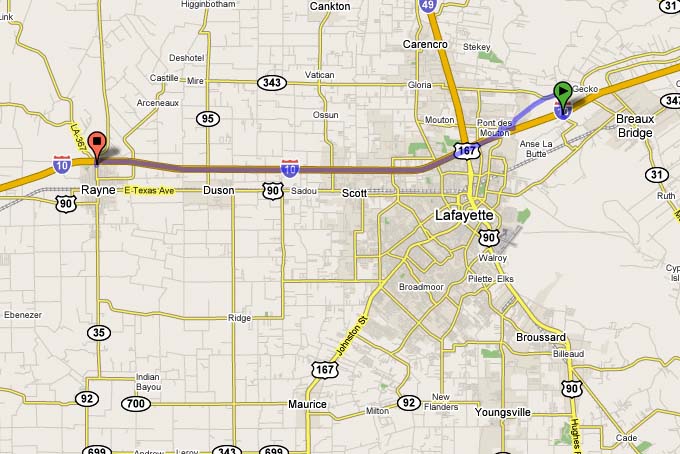 Higginbotham
Cankton
49
31
Link
Carencro
Stekey
Deshotel
Vatican
Castille
Mire
343
Gloria
Gecko
10
Arceneaux
347
95
Ossun
Mouton
Pont des
Mouton
Breaux
Bridge
LA-367
Anse La
Butte
167
10
10
31
Rayne
E Texas Ave
Duson
90
Sadou
Scott
90
Ruth
Lafayette
90
Walroy
Pilette
Elks
Broadmoor
Ebenezer
Ridge
35
Johnston St
Broussard
Billeaud
167
Indian
Bayou
90
92
700
Maurice
Milton
92
New
Flanders
Youngsville
Hughes R
Cade
699
Andrew
Leroy
343
699